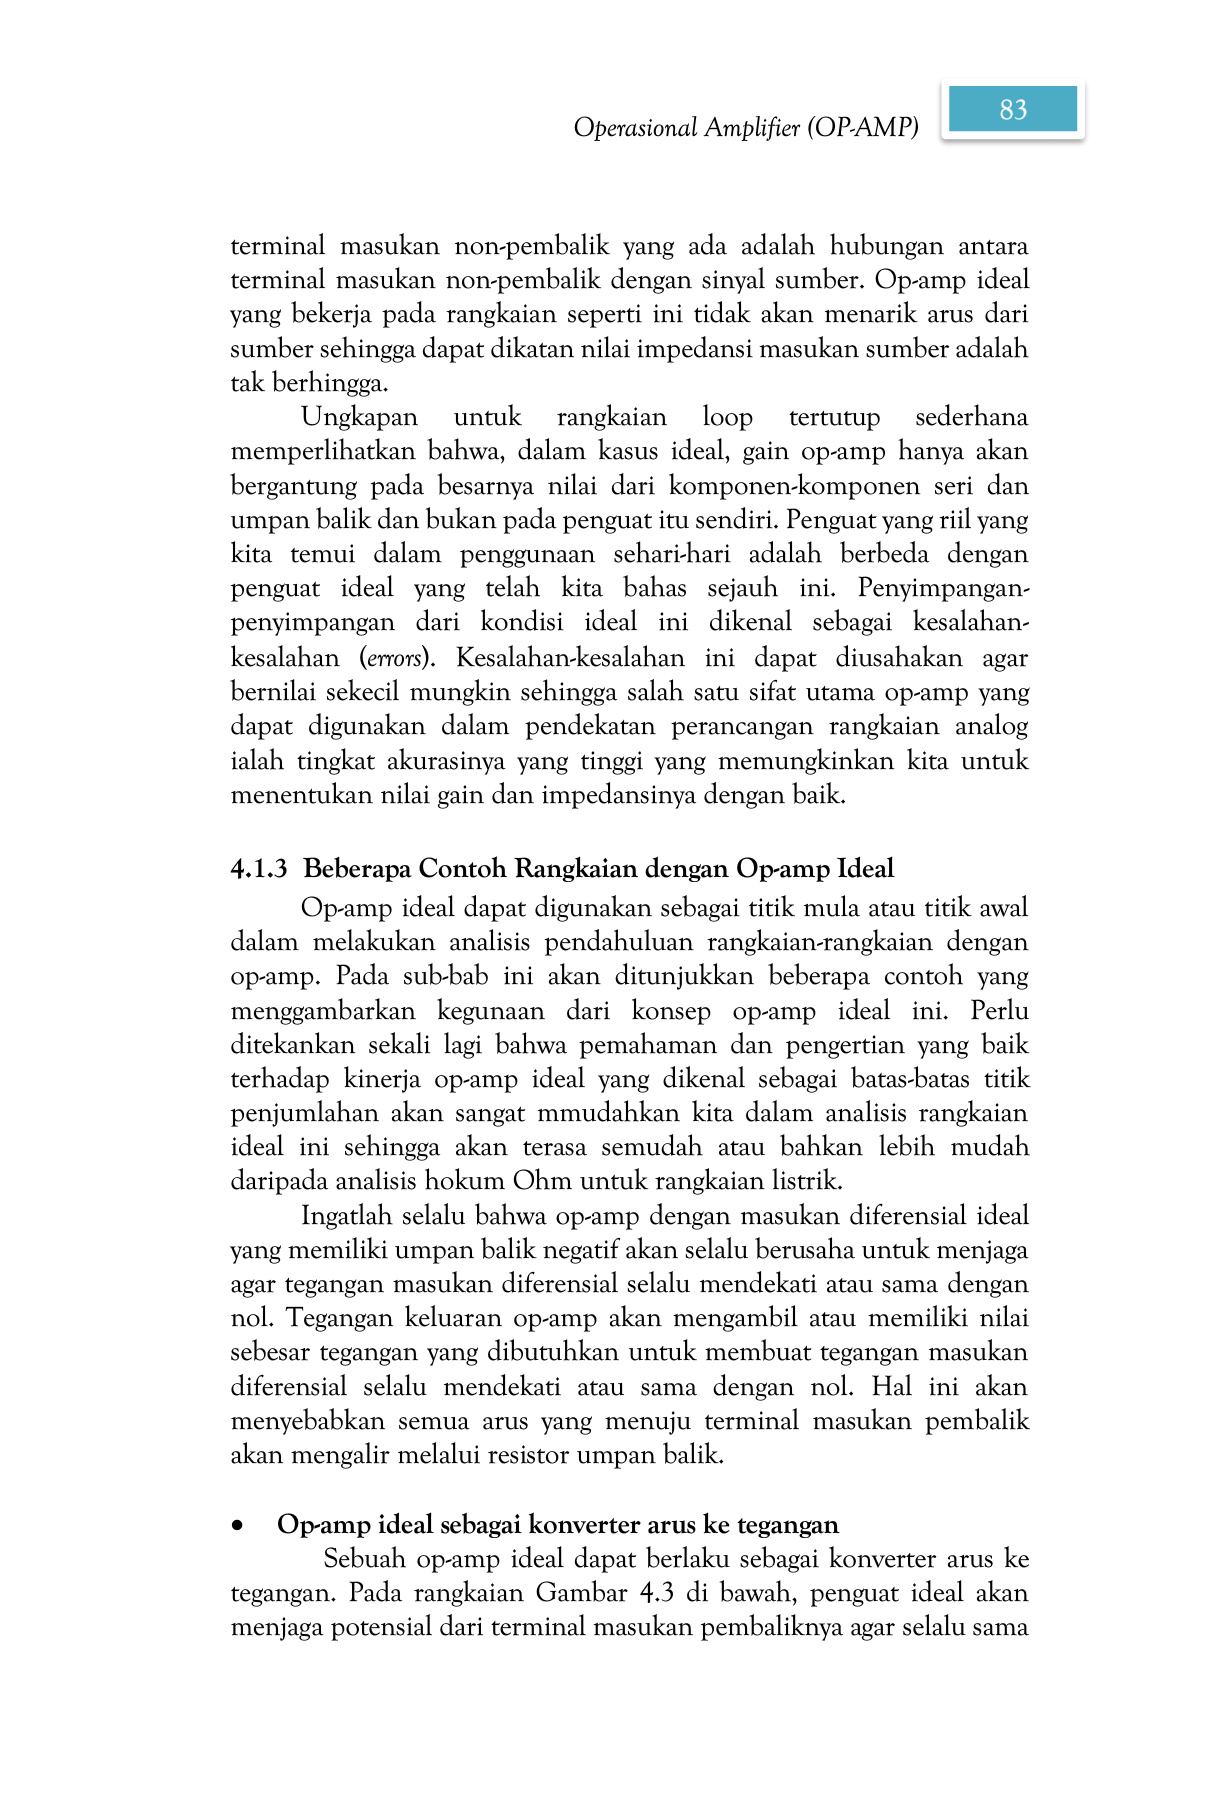 Operasional Amplifier (OP-AMP)
83
terminal masukan non-pembalik yang ada adalah hubungan antara
terminal masukan non-pembalik dengan sinyal sumber. Op-amp ideal
yang bekerja pada rangkaian seperti ini tidak akan menarik arus dari
sumber sehingga dapat dikatan nilai impedansi masukan sumber adalah
tak berhingga.
Ungkapan untuk rangkaian loop tertutup sederhana
memperlihatkan bahwa, dalam kasus ideal, gain op-amp hanya akan
bergantung pada besarnya nilai dari komponen-komponen seri dan
umpan balik dan bukan pada penguat itu sendiri. Penguat yang riil yang
kita temui dalam penggunaan sehari-hari adalah berbeda dengan
penguat ideal yang telah kita bahas sejauh ini. Penyimpangan-
penyimpangan dari kondisi ideal ini dikenal sebagai kesalahan-
kesalahan (errors). Kesalahan-kesalahan ini dapat diusahakan agar
bernilai sekecil mungkin sehingga salah satu sifat utama op-amp yang
dapat digunakan dalam pendekatan perancangan rangkaian analog
ialah tingkat akurasinya yang tinggi yang memungkinkan kita untuk
menentukan nilai gain dan impedansinya dengan baik.
4.1.3 Beberapa Contoh Rangkaian dengan Op-amp Ideal
Op-amp ideal dapat digunakan sebagai titik mula atau titik awal
dalam melakukan analisis pendahuluan rangkaian-rangkaian dengan
op-amp. Pada sub-bab ini akan ditunjukkan beberapa contoh yang
menggambarkan kegunaan dari konsep op-amp ideal ini. Perlu
ditekankan sekali lagi bahwa pemahaman dan pengertian yang baik
terhadap kinerja op-amp ideal yang dikenal sebagai batas-batas titik
penjumlahan akan sangat mmudahkan kita dalam analisis rangkaian
ideal ini sehingga akan terasa semudah atau bahkan lebih mudah
daripada analisis hokum Ohm untuk rangkaian listrik.
Ingatlah selalu bahwa op-amp dengan masukan diferensial ideal
yang memiliki umpan balik negatif akan selalu berusaha untuk menjaga
agar tegangan masukan diferensial selalu mendekati atau sama dengan
nol. Tegangan keluaran op-amp akan mengambil atau memiliki nilai
sebesar tegangan yang dibutuhkan untuk membuat tegangan masukan
diferensial selalu mendekati atau sama dengan nol. Hal ini akan
menyebabkan semua arus yang menuju terminal masukan pembalik
akan mengalir melalui resistor umpan balik.
• Op-amp ideal sebagai konverter arus ke tegangan
Sebuah op-amp ideal dapat berlaku sebagai konverter arus ke
tegangan. Pada rangkaian Gambar 4.3 di bawah, penguat ideal akan
menjaga potensial dari terminal masukan pembaliknya agar selalu sama